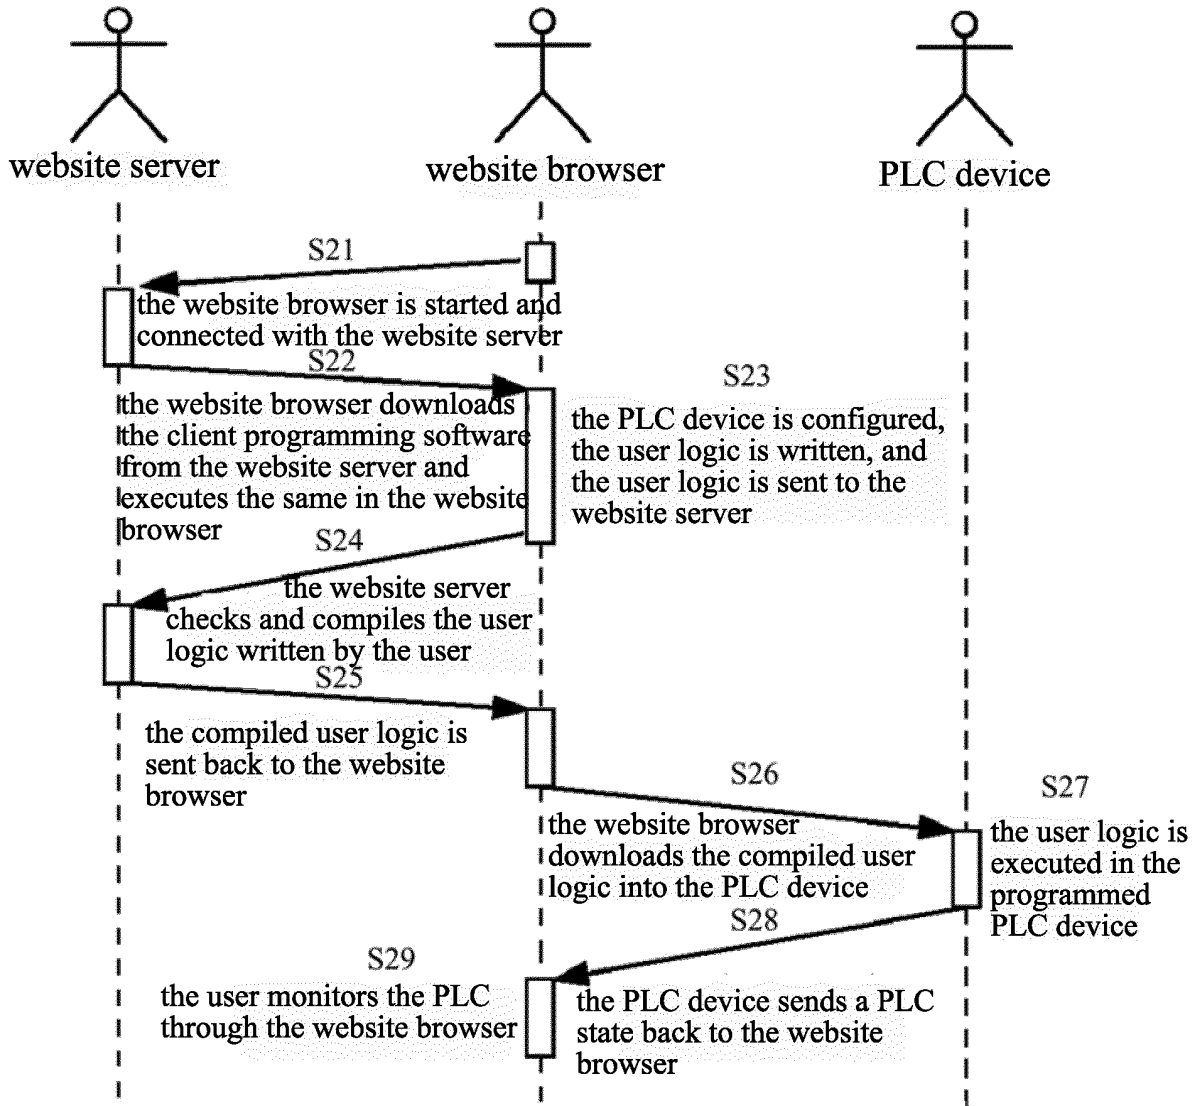 website server
website browser
PLC device
S21
the website browser is started and
connected with the website server
S22
the website browser downloads
the client programming software
from the website server and
executes the same in the website
browser
S23
the PLC device is configured,
the user logic is written, and
the user logic is sent to the
website server
S24
the website server
checks and compiles the user
logic written by the user
S25
the compiled user logic is
sent back to the website
browser
S26
the website browser
downloads the compiled user
logic into the PLC device
S27
the user logic is
executed in the
programmed
PLC device
S28
the PLC device sends a PLC
state back to the website
browser
S29
the user monitors the PLC
through the website browser